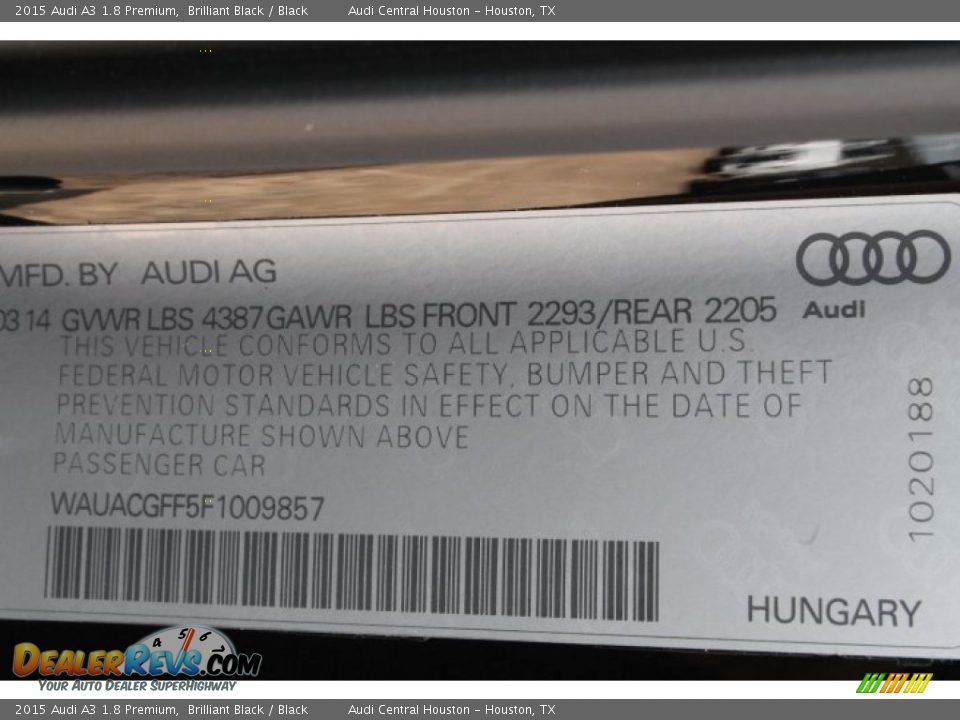 2015 Audi A3 1.8 Premium, Brilliant Black / Black Audi Central Houston – Houston, TX
MFD. BY AUDI AG
0314 GVWR LBS 4387 GAWR LBS FRONT 2293/REAR 2205
Audi
THIS VEHICLE CONFORMS TO ALL APPLICABLE U.S.
FEDERAL MOTOR VEHICLE SAFETY, BUMPER AND THEFT
PREVENTION STANDARDS IN EFFECT ON THE DATE OF
MANUFACTURE SHOWN ABOVE
PASSENGER CAR
WAUACGFF5F1009857
1020188
HUNGARY
4 5 6
DEALERREVS.COM
YOUR AUTO DEALER SUPERHIGHWAY
2015 Audi A3 1.8 Premium, Brilliant Black / Black Audi Central Houston – Houston, TX